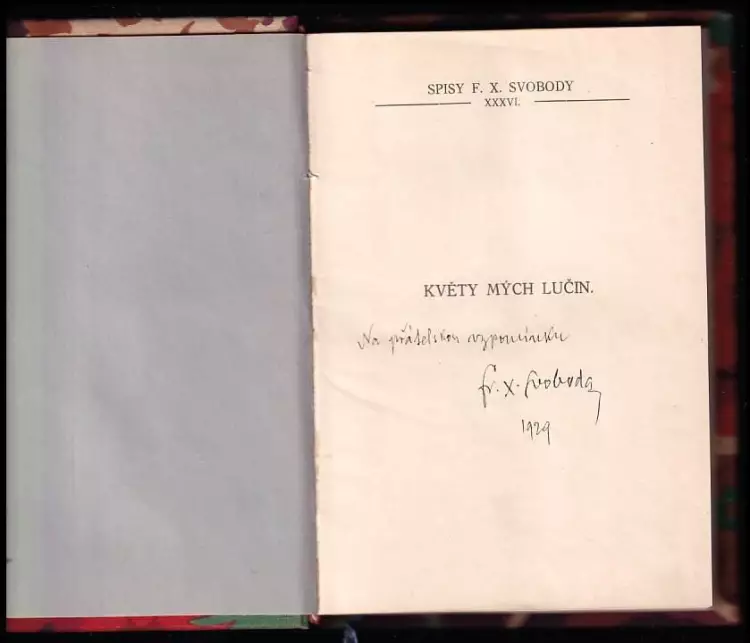 SPISY F. X. SVOBODY
XXXVI.
KVĚTY MÝCH LUČIN.
Na přátelskou vzpomínku
Fr. X. Svoboda
1929